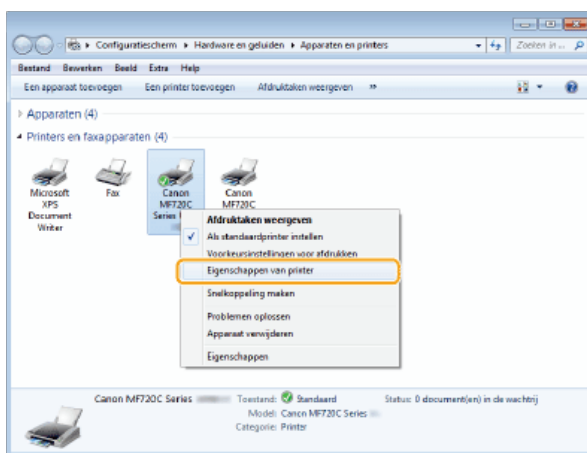 Configuratiescherm ▸ Hardware en geluiden ▸ Apparaten en printers
Zoeken in ...
Bestand Bewerken Beeld Extra Help
Een apparaat toevoegen Een printer toevoegen Afdruktaken weergeven »
Apparaten (4)
Printers en faxapparaten (4)
Microsoft XPS Document Writer
Fax
Canon MF720C Series
Canon MF720C
Afdruktaken weergeven
Als standaardprinter instellen
Voorkeursinstellingen voor afdrukken
Eigenschappen van printer
Snelkoppeling maken
Problemen oplossen
Apparaat verwijderen
Eigenschappen
Canon MF720C Series Toestand: Standaard Status: 0 document(en) in de wachtrij
Model: Canon MF720C Series
Categorie: Printer